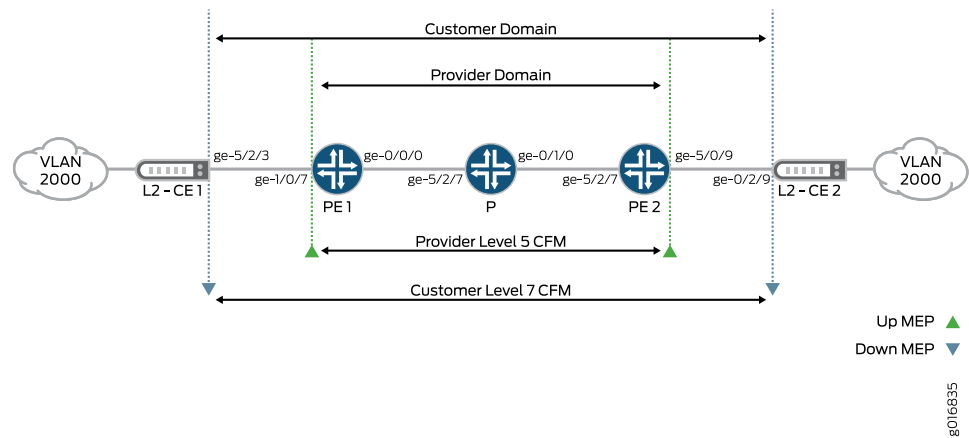 Customer Domain
Provider Domain
VLAN
2000
L2 – CE 1
ge-5/2/3
ge-1/0/7
PE 1
ge-0/0/0
ge-5/2/7
P
ge-0/1/0
ge-5/2/7
PE 2
ge-5/0/9
ge-0/2/9
L2 – CE 2
VLAN
2000
Provider Level 5 CFM
Customer Level 7 CFM
Up MEP
Down MEP
g016835